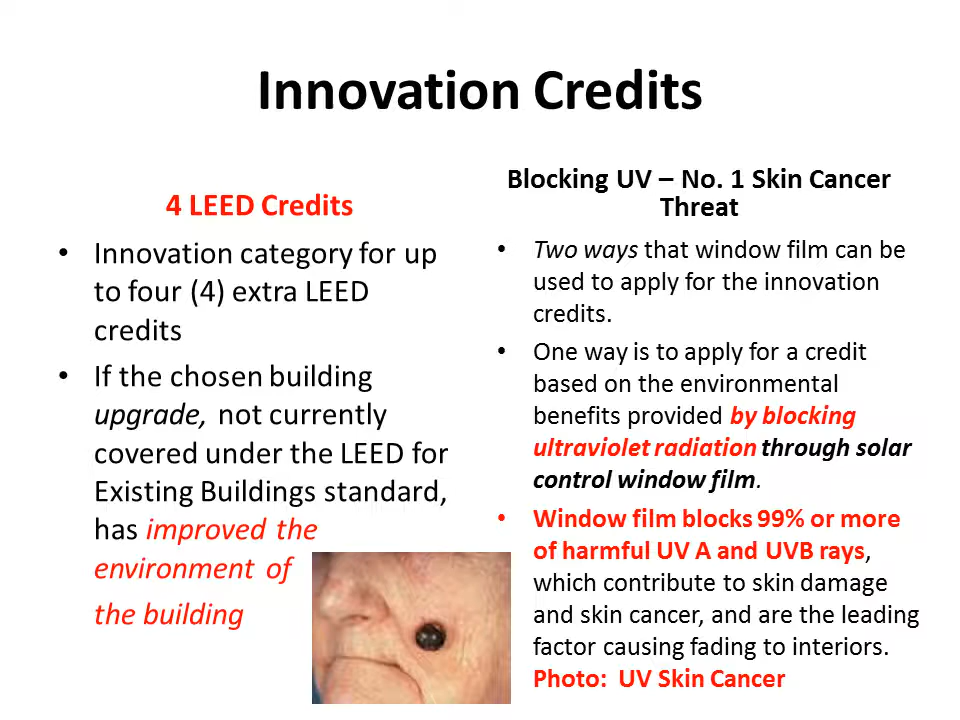 Innovation Credits
4 LEED Credits
• Innovation category for up
to four (4) extra LEED
credits
• If the chosen building
upgrade, not currently
covered under the LEED for
Existing Buildings standard,
has improved the
environment of
the building
Blocking UV – No. 1 Skin Cancer
Threat
• Two ways that window film can be
used to apply for the innovation
credits.
• One way is to apply for a credit
based on the environmental
benefits provided by blocking
ultraviolet radiation through solar
control window film.
• Window film blocks 99% or more
of harmful UV A and UVB rays,
which contribute to skin damage
and skin cancer, and are the leading
factor causing fading to interiors.
Photo: UV Skin Cancer